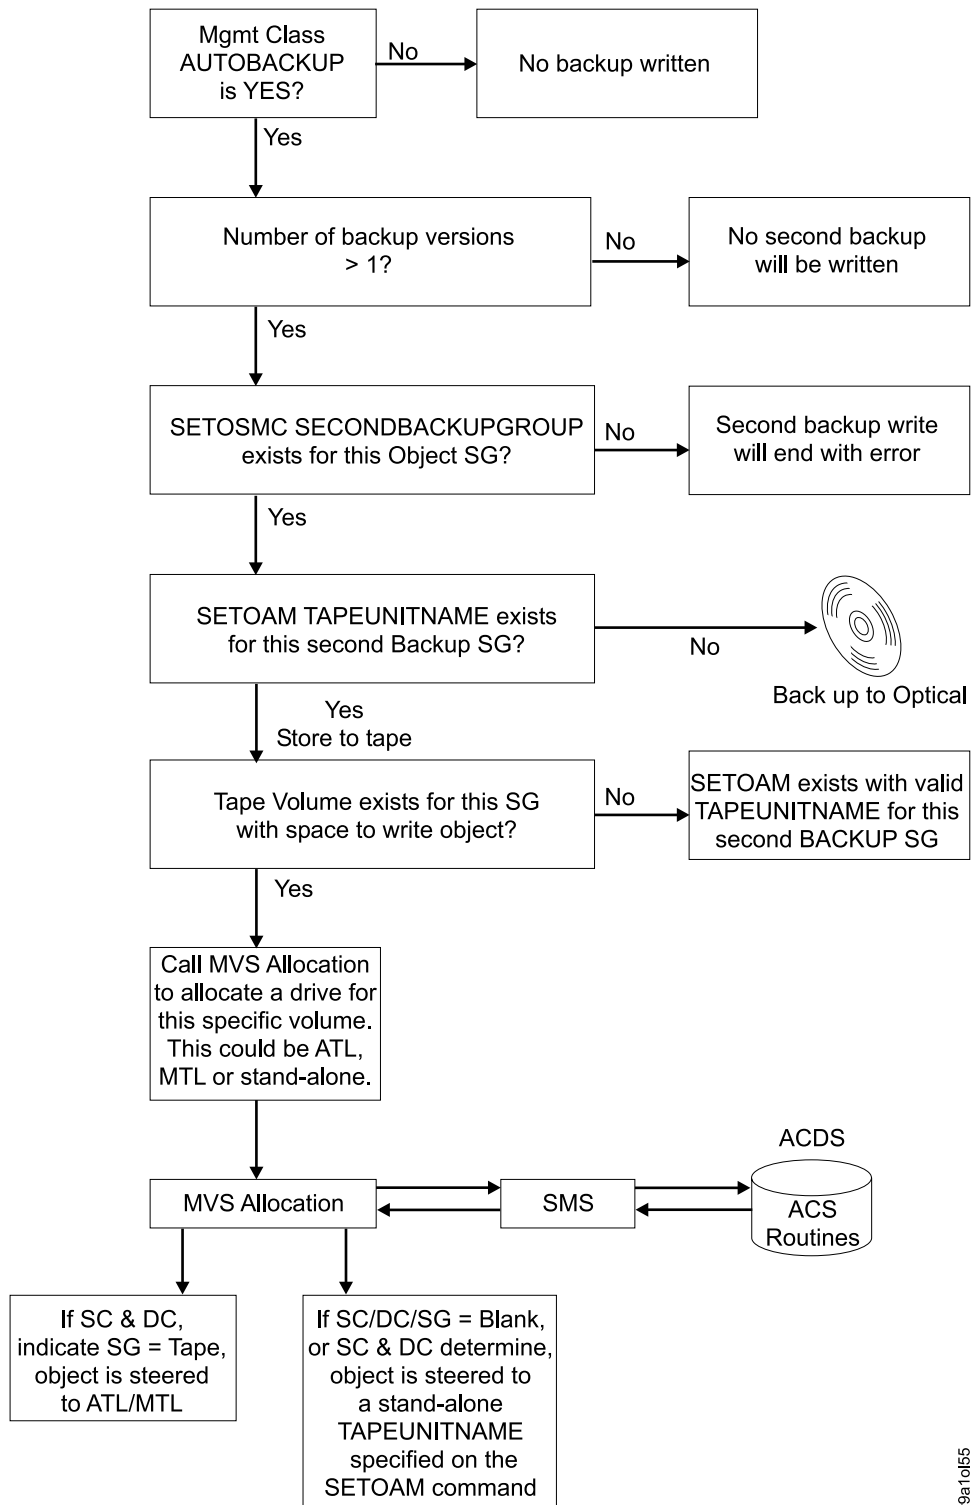 Mgmt Class
AUTOBACKUP
is YES?
No
No backup written
Yes
Number of backup versions
> 1?
No
No second backup
will be written
Yes
SETOSMC SECONDBACKUPGROUP
exists for this Object SG?
No
Second backup write
will end with error
Yes
SETOAM TAPEUNITNAME exists
for this second Backup SG?
No
Back up to Optical
Yes
Store to tape
Tape Volume exists for this SG
with space to write object?
No
SETOAM exists with valid
TAPEUNITNAME for this
second BACKUP SG
Yes
Call MVS Allocation
to allocate a drive for
this specific volume.
This could be ATL,
MTL or stand-alone.
MVS Allocation
SMS
ACDS
ACS
Routines
If SC & DC,
indicate SG = Tape,
object is steered
to ATL/MTL
If SC/DC/SG = Blank,
or SC & DC determine,
object is steered to
a stand-alone
TAPEUNITNAME
specified on the
SETOAM command
9a1ol55